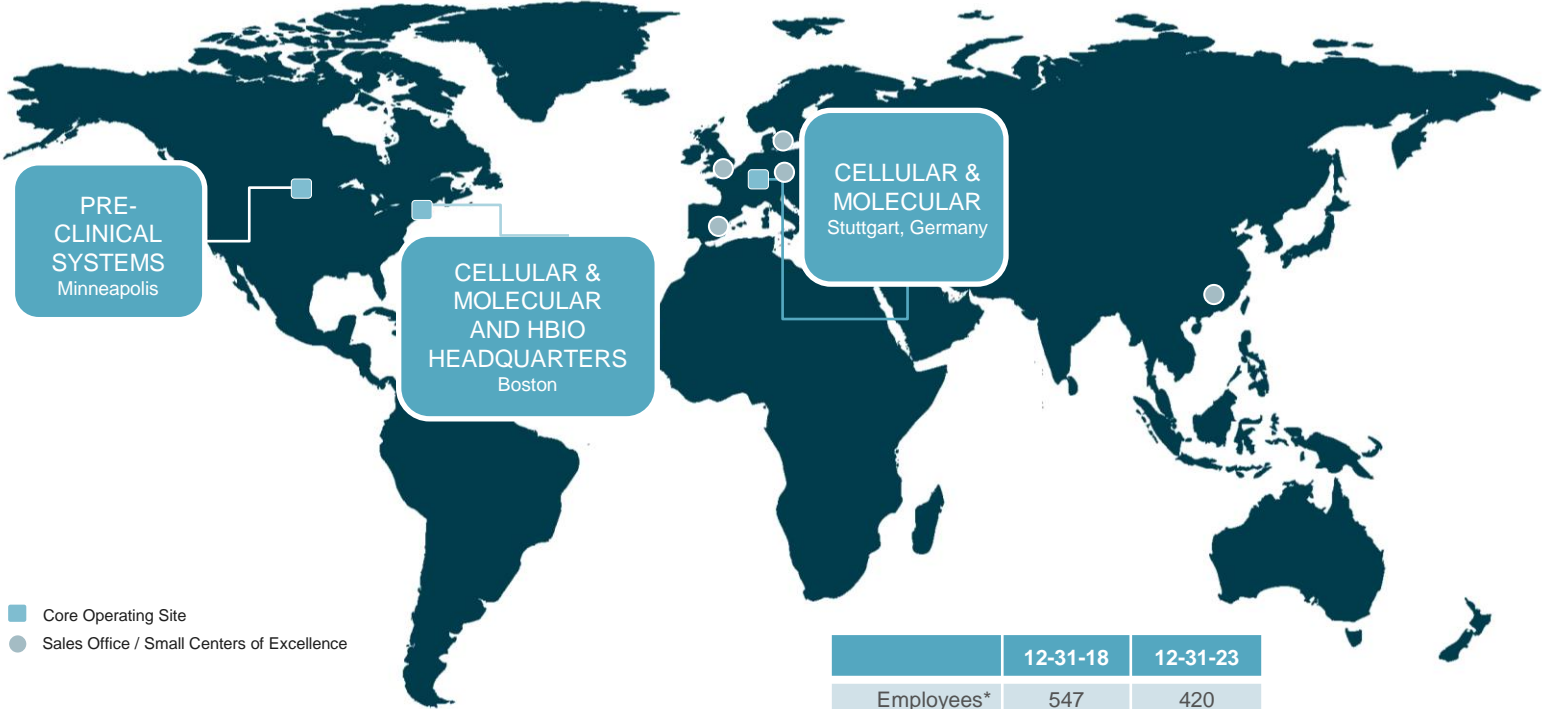 PRE-
CLINICAL
SYSTEMS
Minneapolis
CELLULAR &
MOLECULAR
AND HBIO
HEADQUARTERS
Boston
CELLULAR &
MOLECULAR
Stuttgart, Germany
Core Operating Site
Sales Office / Small Centers of Excellence
12-31-18 12-31-23
Employees* 547 420